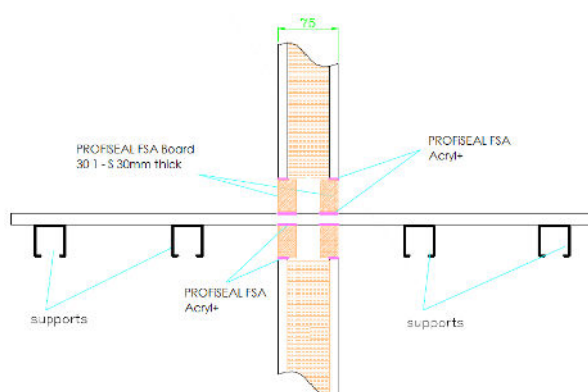 75
PROFISEAL FSA Board
30 1 - S 30mm thick
PROFISEAL FSA
Acryl+
PROFISEAL FSA
Acryl+
supports
supports